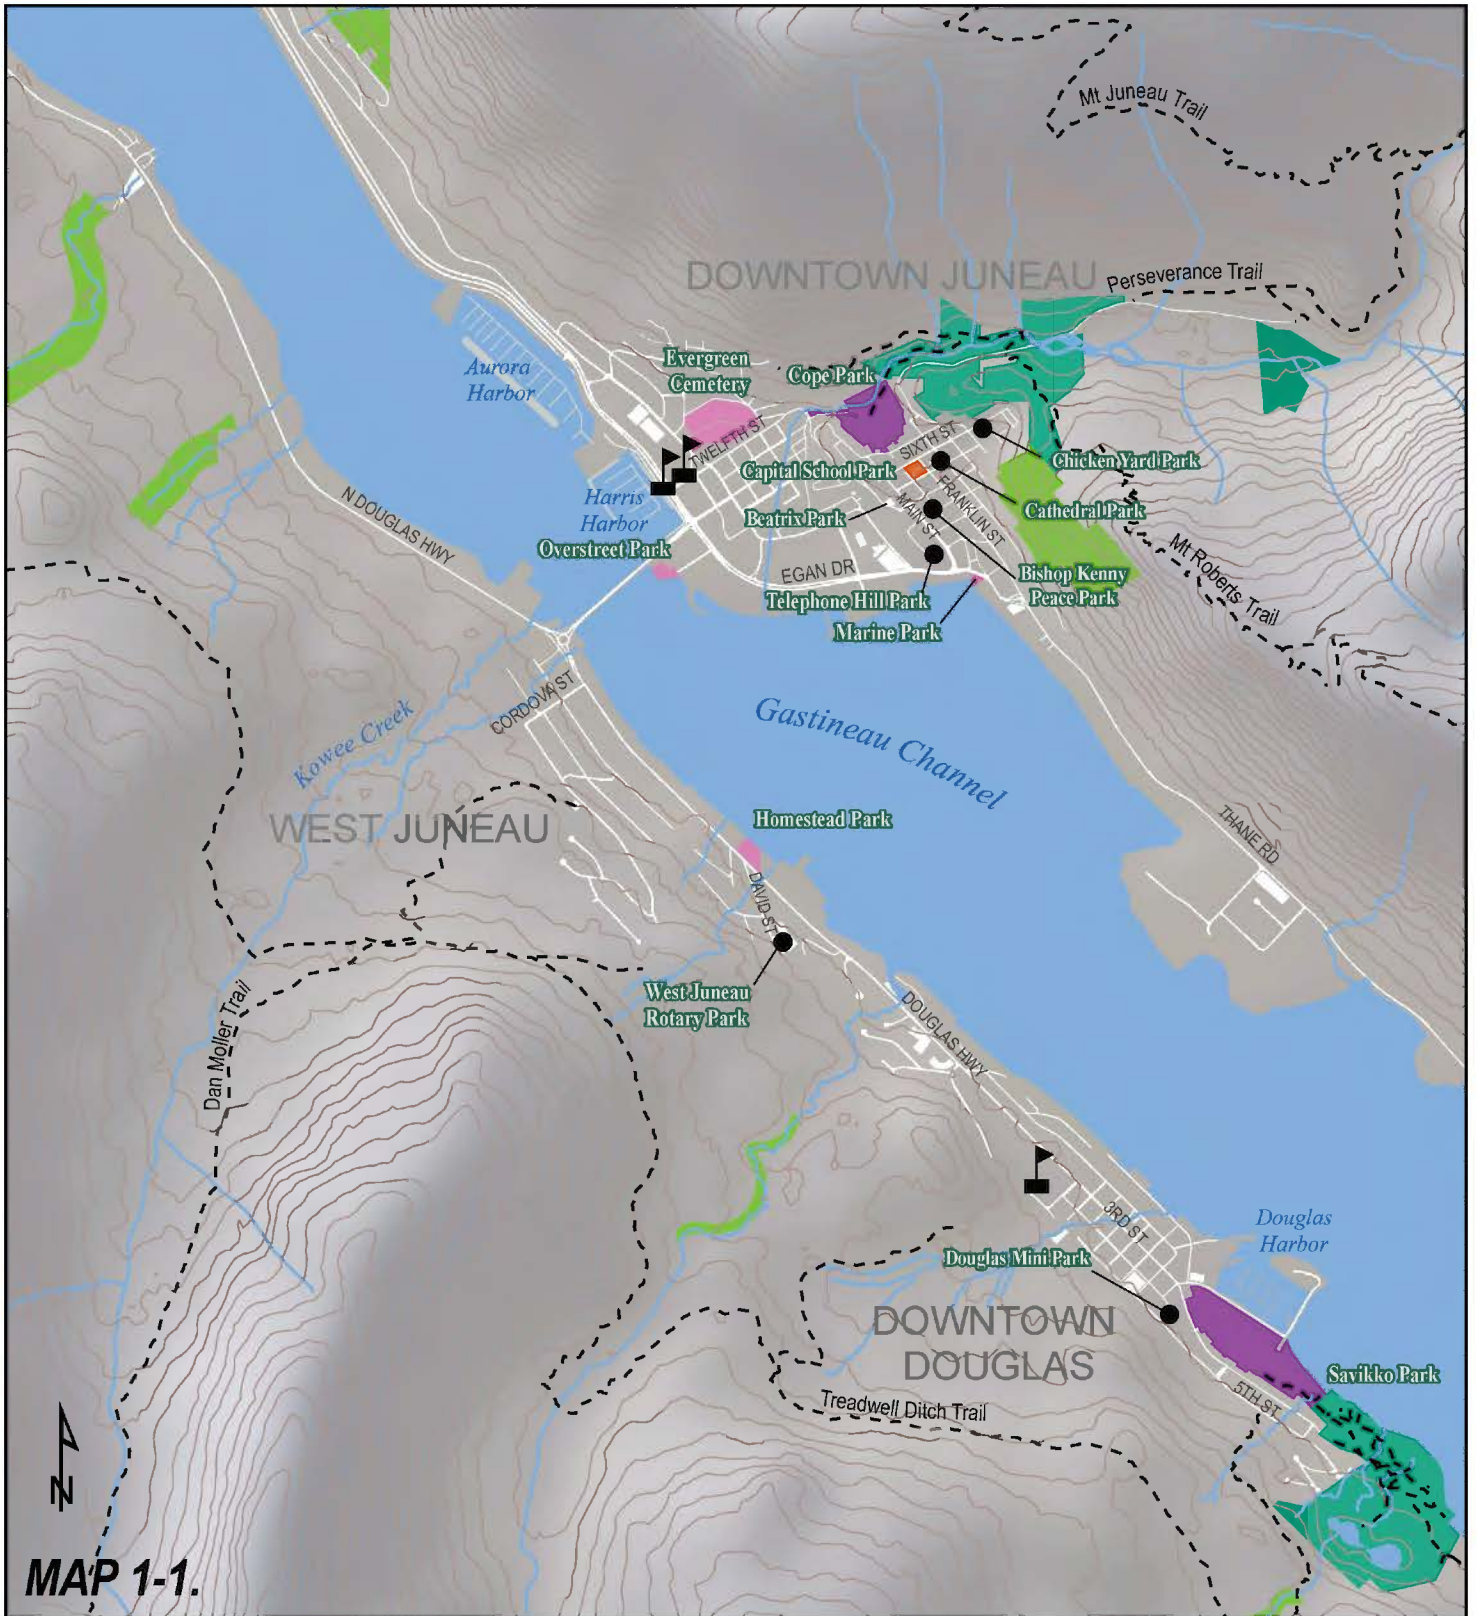 Mt Juneau Trail
DOWNTOWN JUNEAU
Perseverance Trail
Evergreen
Cemetery
Cope Park
Aurora
Harbor
TWELFTH ST
SIXTH ST
Capital School Park
Chicken Yard Park
Harris
Harbor
N DOUGLAS HWY
FRANKLIN ST
MAIN ST
Cathedral Park
Beatrix Park
Overstreet Park
Mt Roberts Trail
EGAN DR
Bishop Kenny
Peace Park
Telephone Hill Park
Marine Park
CORDOVA ST
Kowee Creek
Gastineau Channel
WEST JUNEAU
Homestead Park
THANE RD
DAVID ST
West Juneau
Rotary Park
Dan Moller Trail
DOUGLAS HWY
3RD ST
Douglas
Harbor
Douglas Mini Park
DOWNTOWN
DOUGLAS
Savikko Park
5TH ST
Treadwell Ditch Trail
N
MAP 1-1.